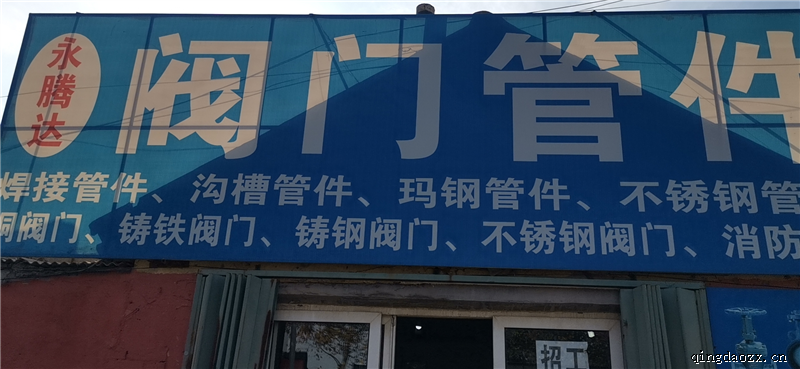 永腾达
阀门管件
焊接管件、沟槽管件、玛钢管件、不锈钢管
铜阀门、铸铁阀门、铸钢阀门、不锈钢阀门、消防
招工
qingdaozx.cn